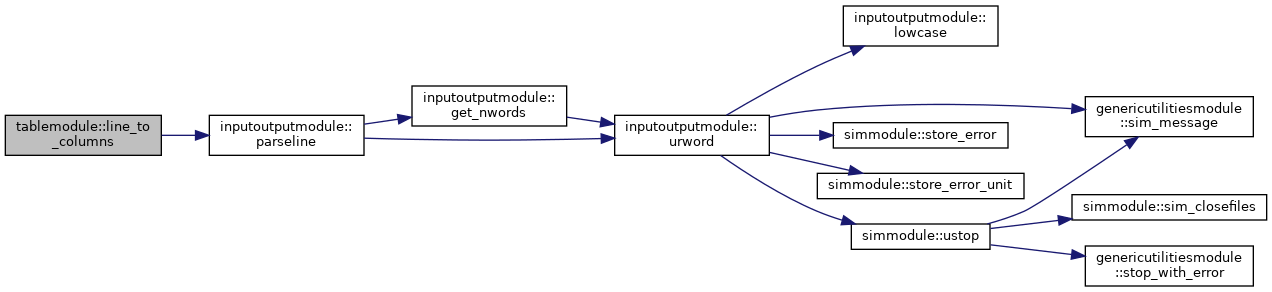 tablemodule::line_to
_columns
inputoutputmodule::
parseline
inputoutputmodule::
get_nwords
inputoutputmodule::
urword
inputoutputmodule::
lowcase
genericutilitiesmodule
::sim_message
simmodule::store_error
simmodule::store_error_unit
simmodule::ustop
simmodule::sim_closefiles
genericutilitiesmodule
::stop_with_error